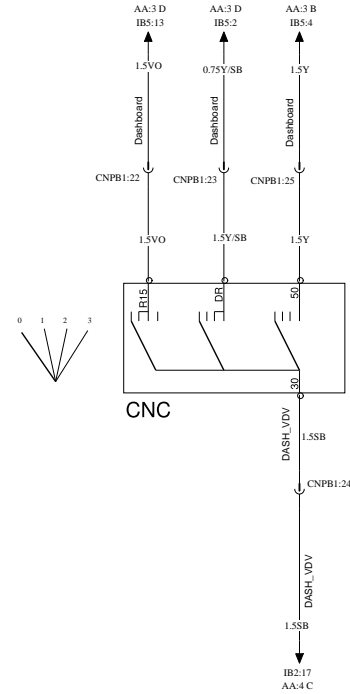 AA:3 D AA:3 D AA:3 B
IB5:13 IB5:2 IB5:4
1.5VO 0.75Y/SB 1.5Y
Dashboard Dashboard Dashboard
CNPB1:22 CNPB1:23 CNPB1:25
1.5VO 1.5Y/SB 1.5Y
R15 DR 50
0 1 2 3
30
CNC
DASH_VDV
1.5SB
CNPB1:24
DASH_VDV
1.5SB
IB2:17
AA:4 C